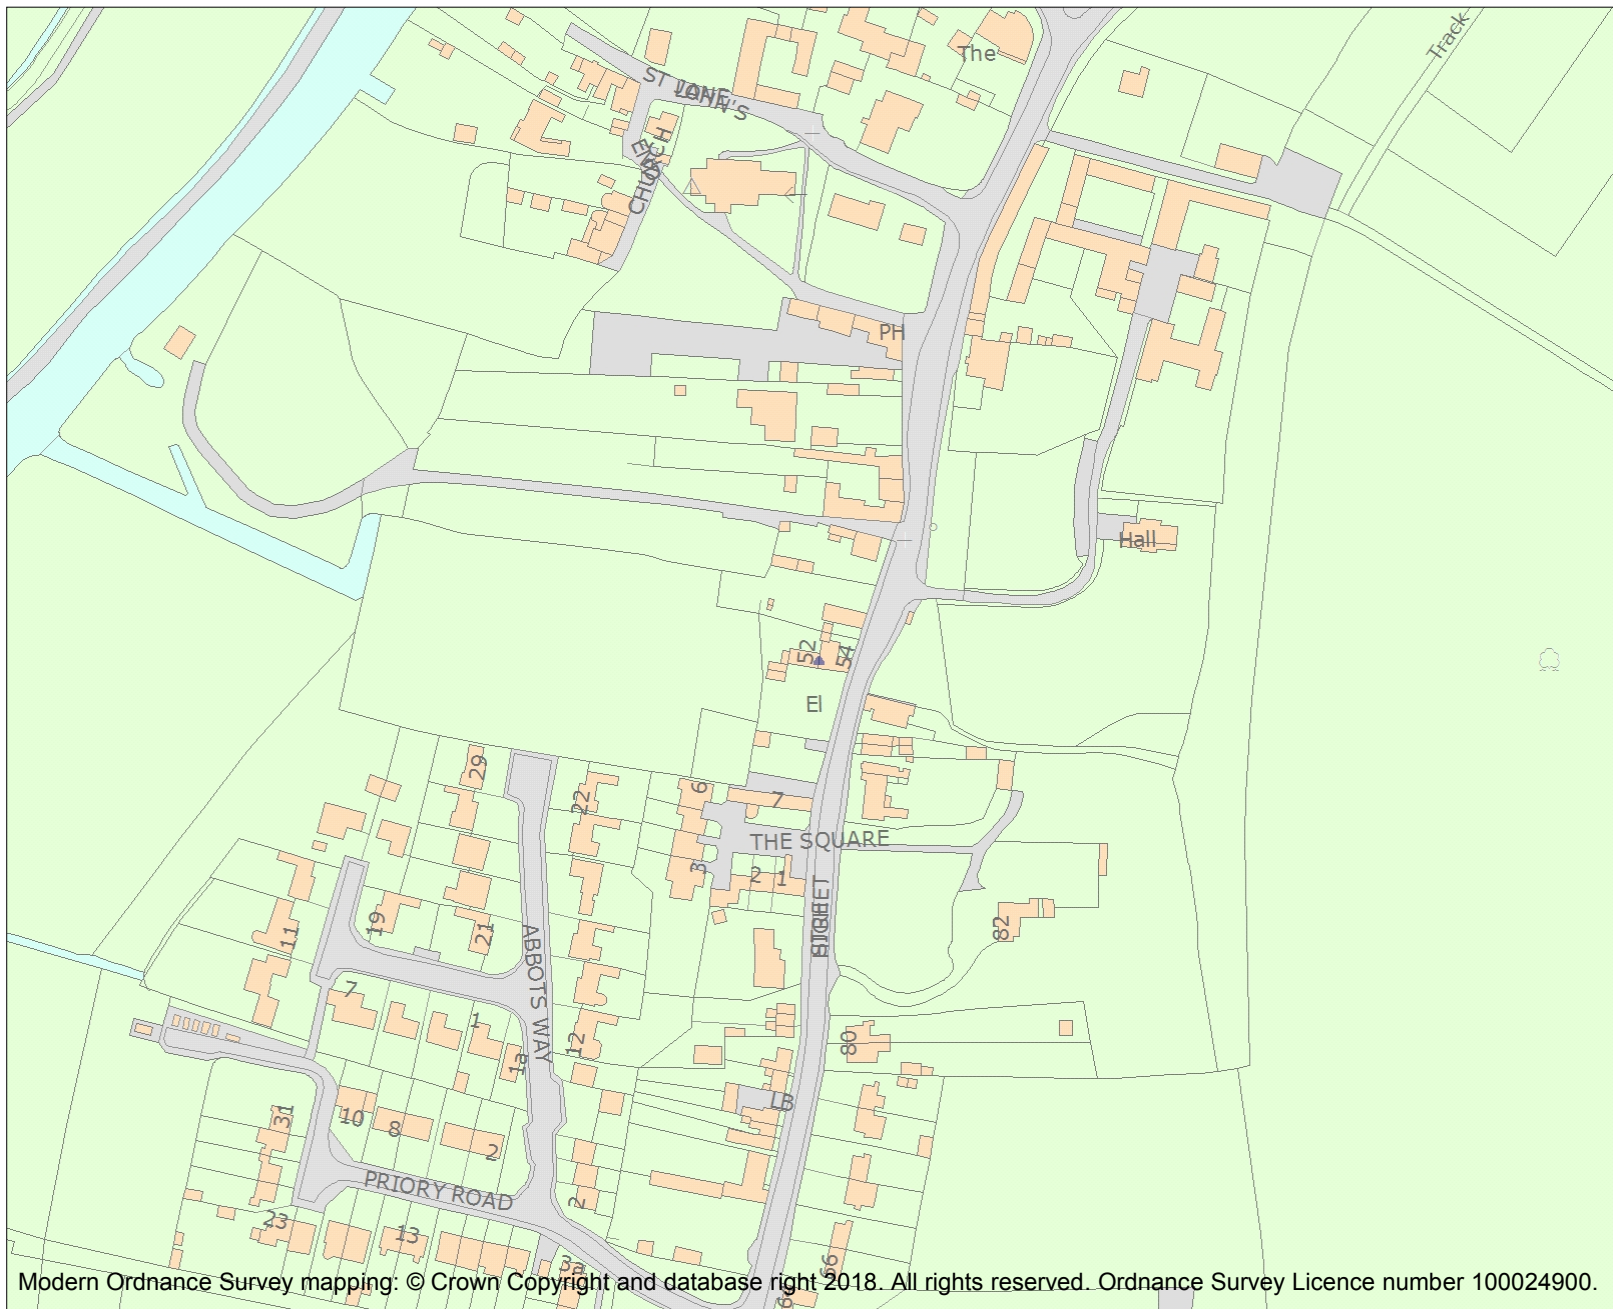 Track
The
ST JOHN'S
LANE
CHURCH
END
PH
Hall
52
54
El
29
22
6
7
THE SQUARE
3
2
1
HIGH
STREET
82
19
21
11
ABBOTS WAY
7
1
1a
12
80
LB
31
10
8
2
PRIORY ROAD
2
23
13
3a
66
Modern Ordnance Survey mapping: © Crown Copyright and database right 2018. All rights reserved. Ordnance Survey Licence number 100024900.